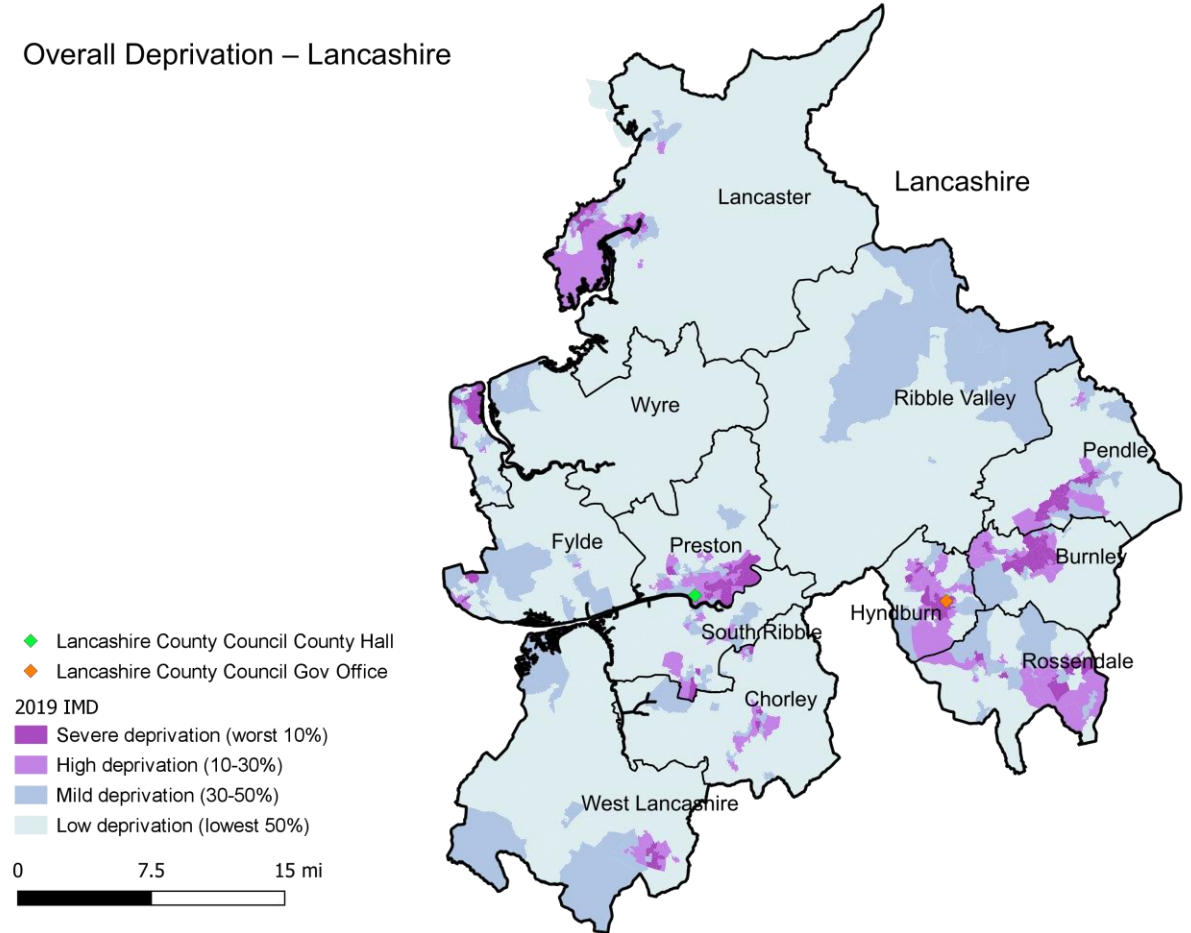 Overall Deprivation – Lancashire
Lancashire
Lancaster
Wyre
Ribble Valley
Pendle
Fylde
Preston
Burnley
Hyndburn
South Ribble
Rossendale
Chorley
West Lancashire
Lancashire County Council County Hall
Lancashire County Council Gov Office
2019 IMD
Severe deprivation (worst 10%)
High deprivation (10-30%)
Mild deprivation (30-50%)
Low deprivation (lowest 50%)
0 7.5 15 mi